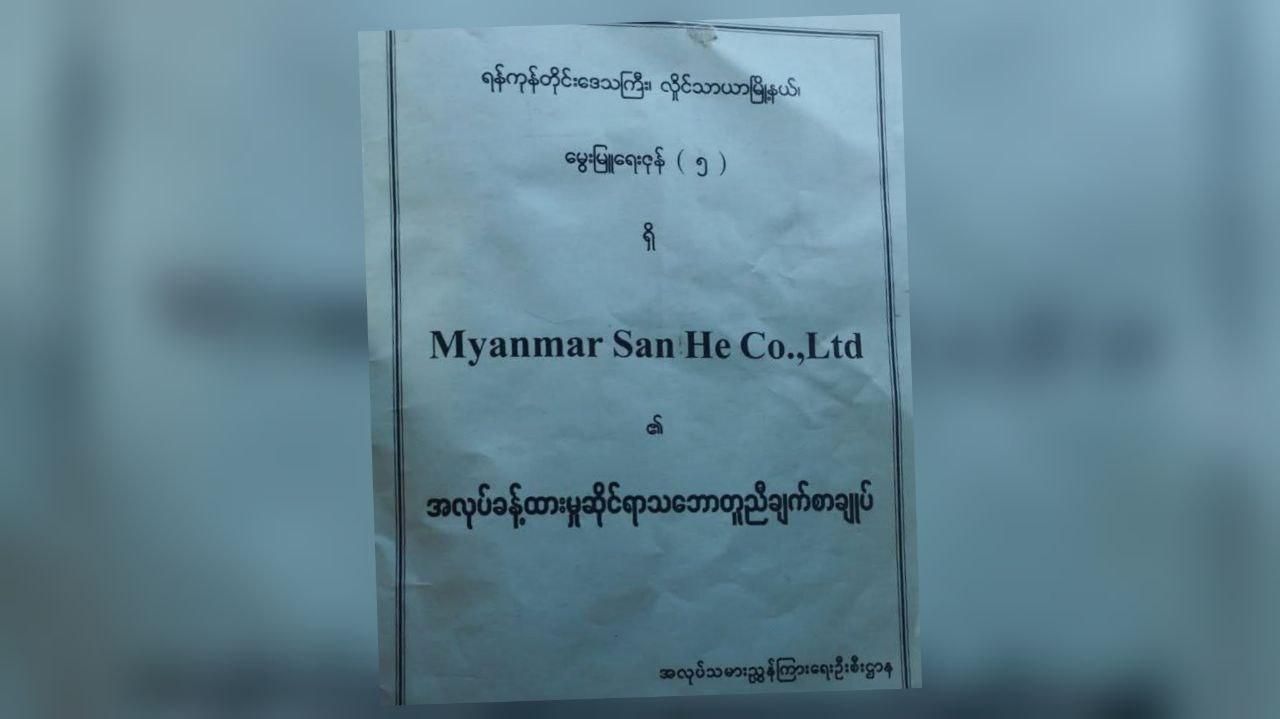 ရန်ကုန်တိုင်းဒေသကြီး၊ လှိုင်သာယာမြို့နယ်၊
မွေးမြူရေးဇုန် ( ၅ )
ရှိ
Myanmar San He Co.,Ltd
၏
အလုပ်ခန့်ထားမှုဆိုင်ရာသဘောတူညီချက်စာချုပ်
အလုပ်သမားညွှန်ကြားရေးဦးစီးဌာန